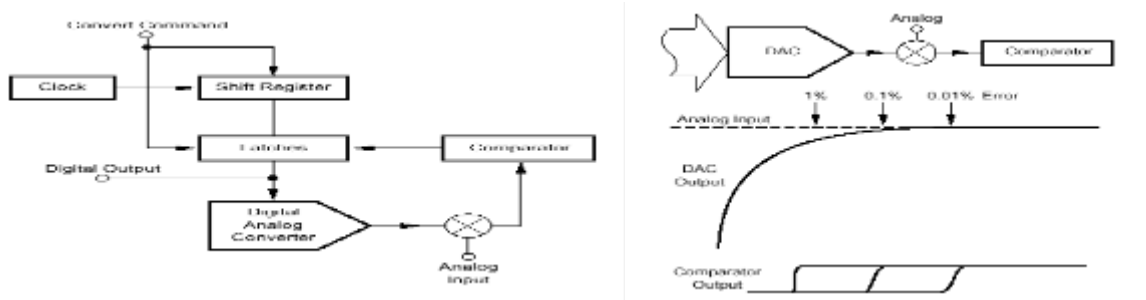 Convert Command
Clock
Shift Register
Latches
Comparator
Digital Output
Digital
Analog
Converter
Analog
Input
Analog
DAC
Comparator
1% 0.1% 0.01% Error
Analog Input
DAC
Output
Comparator
Output